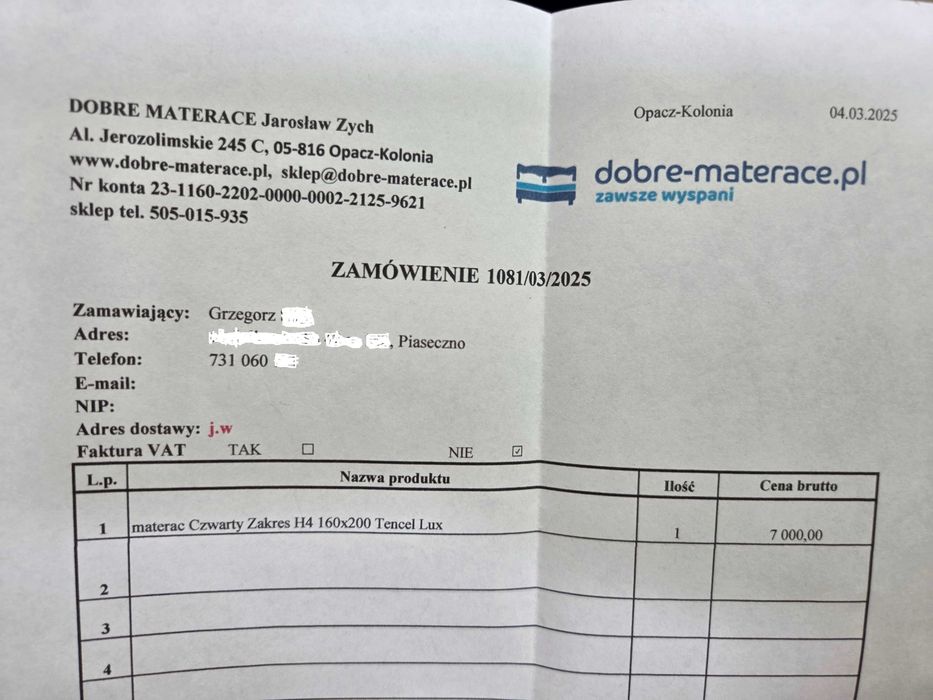 DOBRE MATERACE Jarosław Zych
Al. Jerozolimskie 245 C, 05-816 Opacz-Kolonia
www.dobre-materace.pl, sklep@dobre-materace.pl
Nr konta 23-1160-2202-0000-0002-2125-9621
sklep tel. 505-015-935
Opacz-Kolonia 04.03.2025
dobre-materace.pl
zawsze wyspani
ZAMÓWIENIE 1081/03/2025
Zamawiający: Grzegorz
Adres: , Piaseczno
Telefon: 731 060
E-mail:
NIP:
Adres dostawy: j.w
Faktura VAT TAK ☐ NIE ☑
L.p. Nazwa produktu Ilość Cena brutto
1 materac Czwarty Zakres H4 160x200 Tencel Lux 1 7 000,00
2
3
4